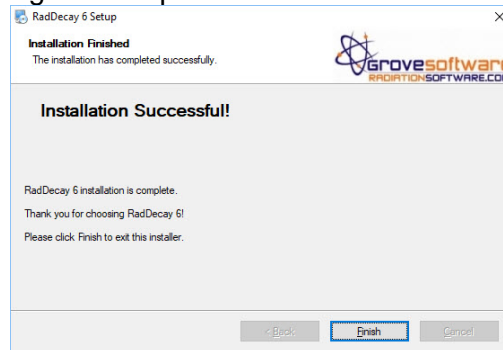 RadDecay 6 Setup
Installation Finished
The installation has completed successfully.
Grovesoftware
RADIATIONSOFTWARE.COM
Installation Successful!
RadDecay 6 installation is complete.
Thank you for choosing RadDecay 6!
Please click Finish to exit this installer.
< Back
Finish
Cancel